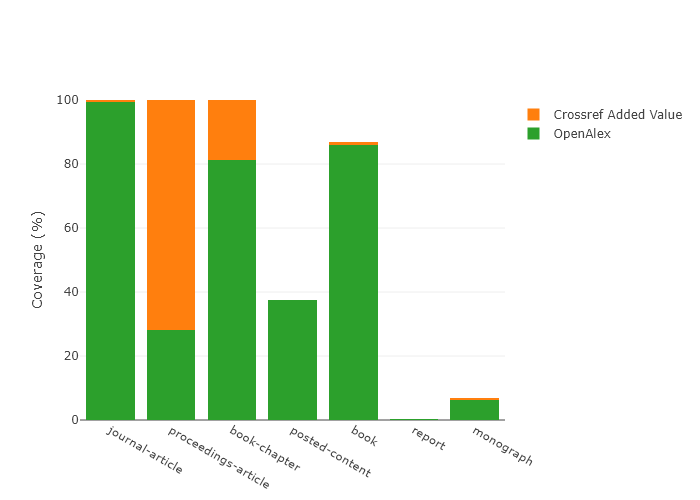 100
80
60
40
20
0
Coverage (%)
journal-article
proceedings-article
book-chapter
posted-content
book
report
monograph
Crossref Added Value
OpenAlex